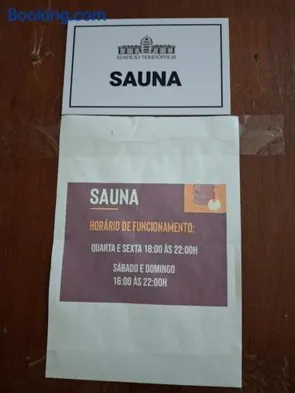 Booking.com
EDIFÍCIO TERESÓPOLIS
SAUNA
SAUNA
HORÁRIO DE FUNCIONAMENTO:
QUARTA E SEXTA 18:00 ÀS 22:00H
SÁBADO E DOMINGO
16:00 ÀS 22:00H